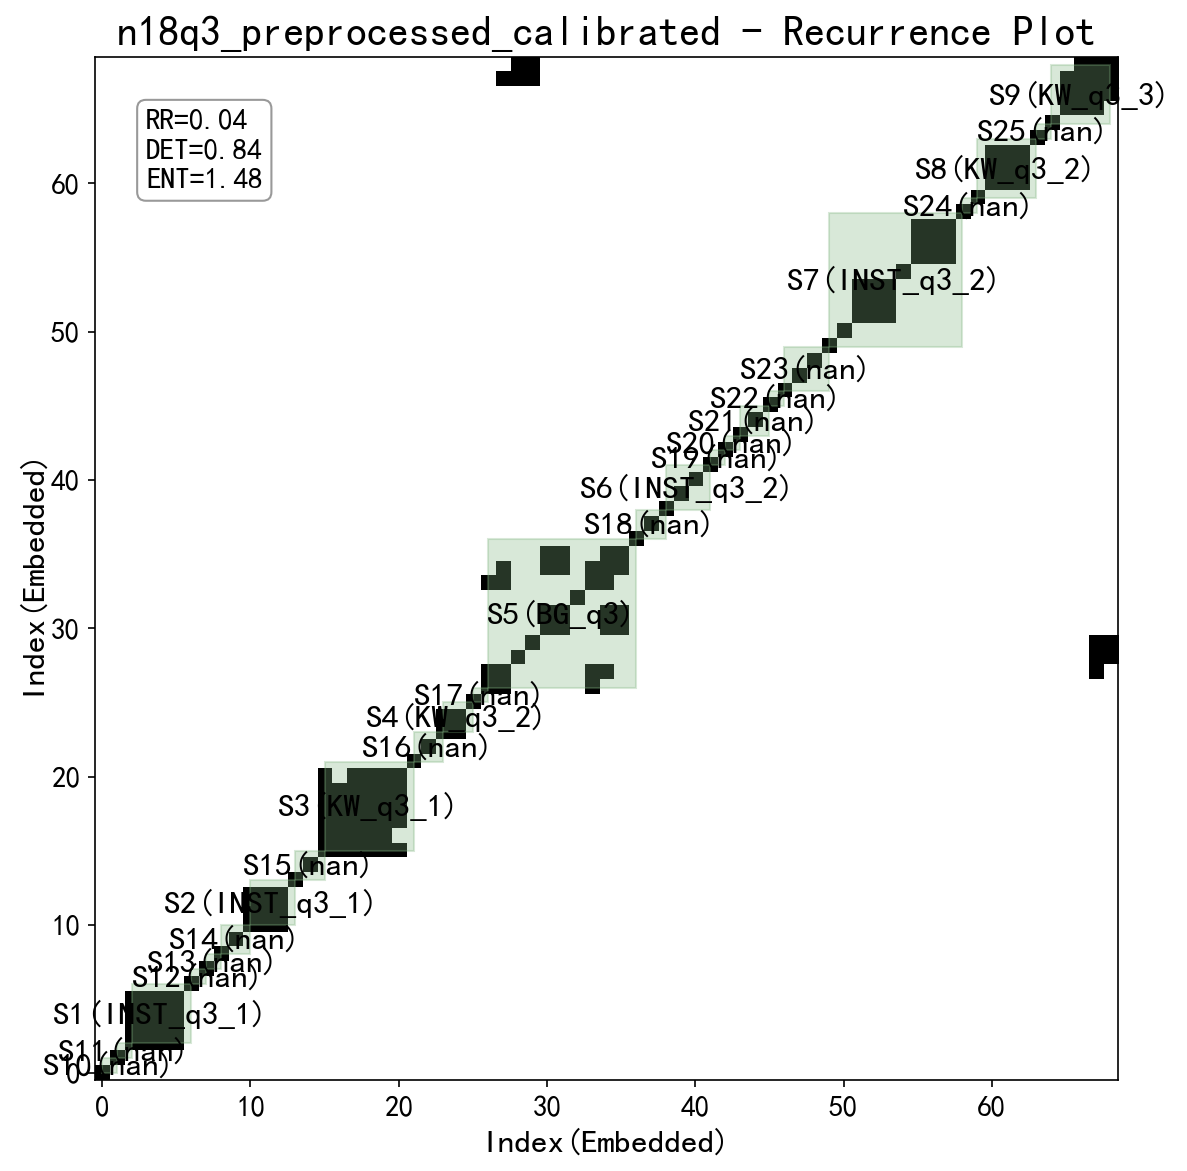 n18q3_preprocessed_calibrated - Recurrence Plot
RR=0.04
DET=0.84
ENT=1.48
S9(KW_q3_3)
S25(nan)
S8(KW_q3_2)
S24(nan)
S7(INST_q3_2)
S23(nan)
S22(nan)
S21(nan)
S20(nan)
S19(nan)
S6(INST_q3_2)
S18(nan)
S5(BG_q3)
S17(nan)
S4(KW_q3_2)
S16(nan)
S3(KW_q3_1)
S15(nan)
S2(INST_q3_1)
S14(nan)
S13(nan)
S12(nan)
S1(INST_q3_1)
S11(nan)
S10(nan)
60
50
40
30
20
10
0
Index(Embedded)
0 10 20 30 40 50 60
Index(Embedded)